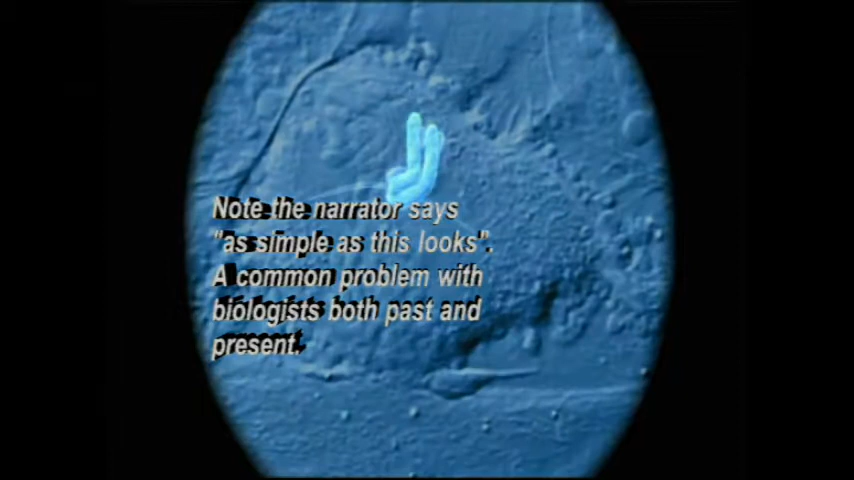 Note the narrator says
"as simple as this looks".
A common problem with
biologists both past and
present.